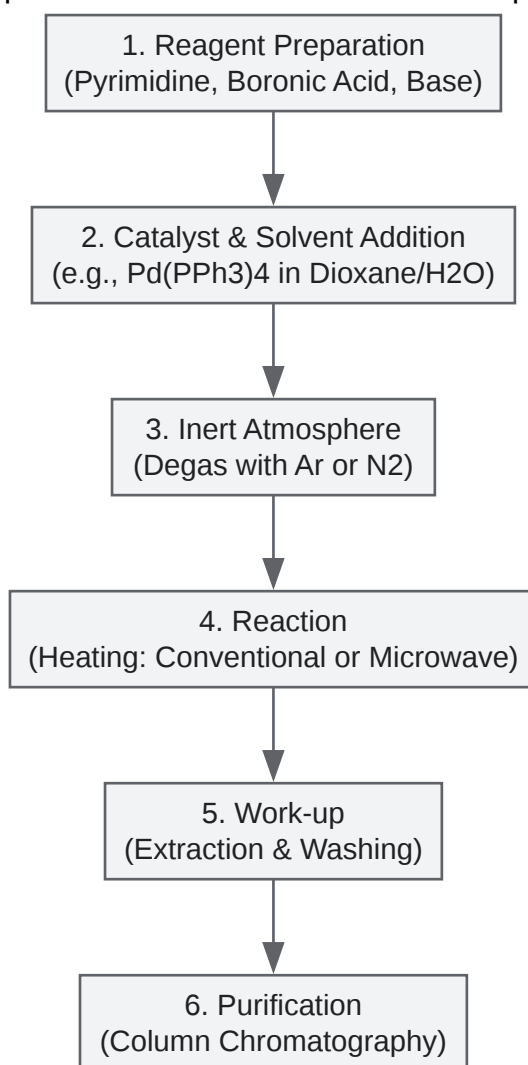 1. Reagent Preparation
(Pyrimidine, Boronic Acid, Base)
2. Catalyst & Solvent Addition
(e.g., Pd(PPh3)4 in Dioxane/H2O)
3. Inert Atmosphere
(Degas with Ar or N2)
4. Reaction
(Heating: Conventional or Microwave)
5. Work-up
(Extraction & Washing)
6. Purification
(Column Chromatography)